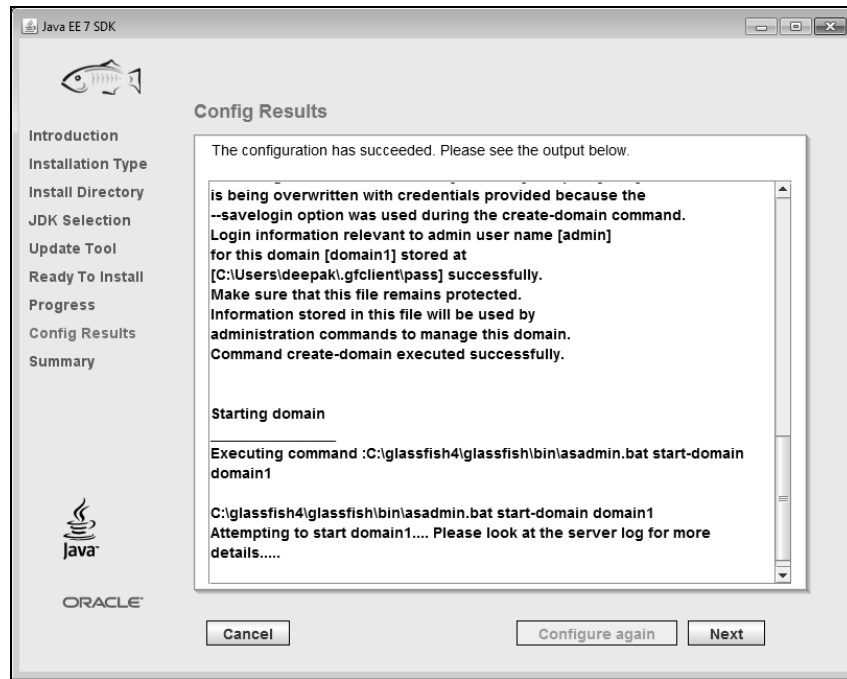 Java EE 7 SDK
Introduction
Installation Type
Install Directory
JDK Selection
Update Tool
Ready To Install
Progress
Config Results
Summary
Java
ORACLE
Config Results
The configuration has succeeded. Please see the output below.
is being overwritten with credentials provided because the
--savelogin option was used during the create-domain command.
Login information relevant to admin user name [admin]
for this domain [domain1] stored at
[C:\Users\deepak\.gfclient\pass] successfully.
Make sure that this file remains protected.
Information stored in this file will be used by
administration commands to manage this domain.
Command create-domain executed successfully.
Starting domain
Executing command :C:\glassfish4\glassfish\bin\asadmin.bat start-domain
domain1
C:\glassfish4\glassfish\bin\asadmin.bat start-domain domain1
Attempting to start domain1.... Please look at the server log for more
details.....
Cancel
Configure again
Next